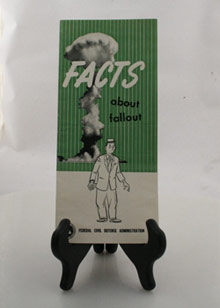 FACTS
about
fallout
FEDERAL CIVIL DEFENSE ADMINISTRATION